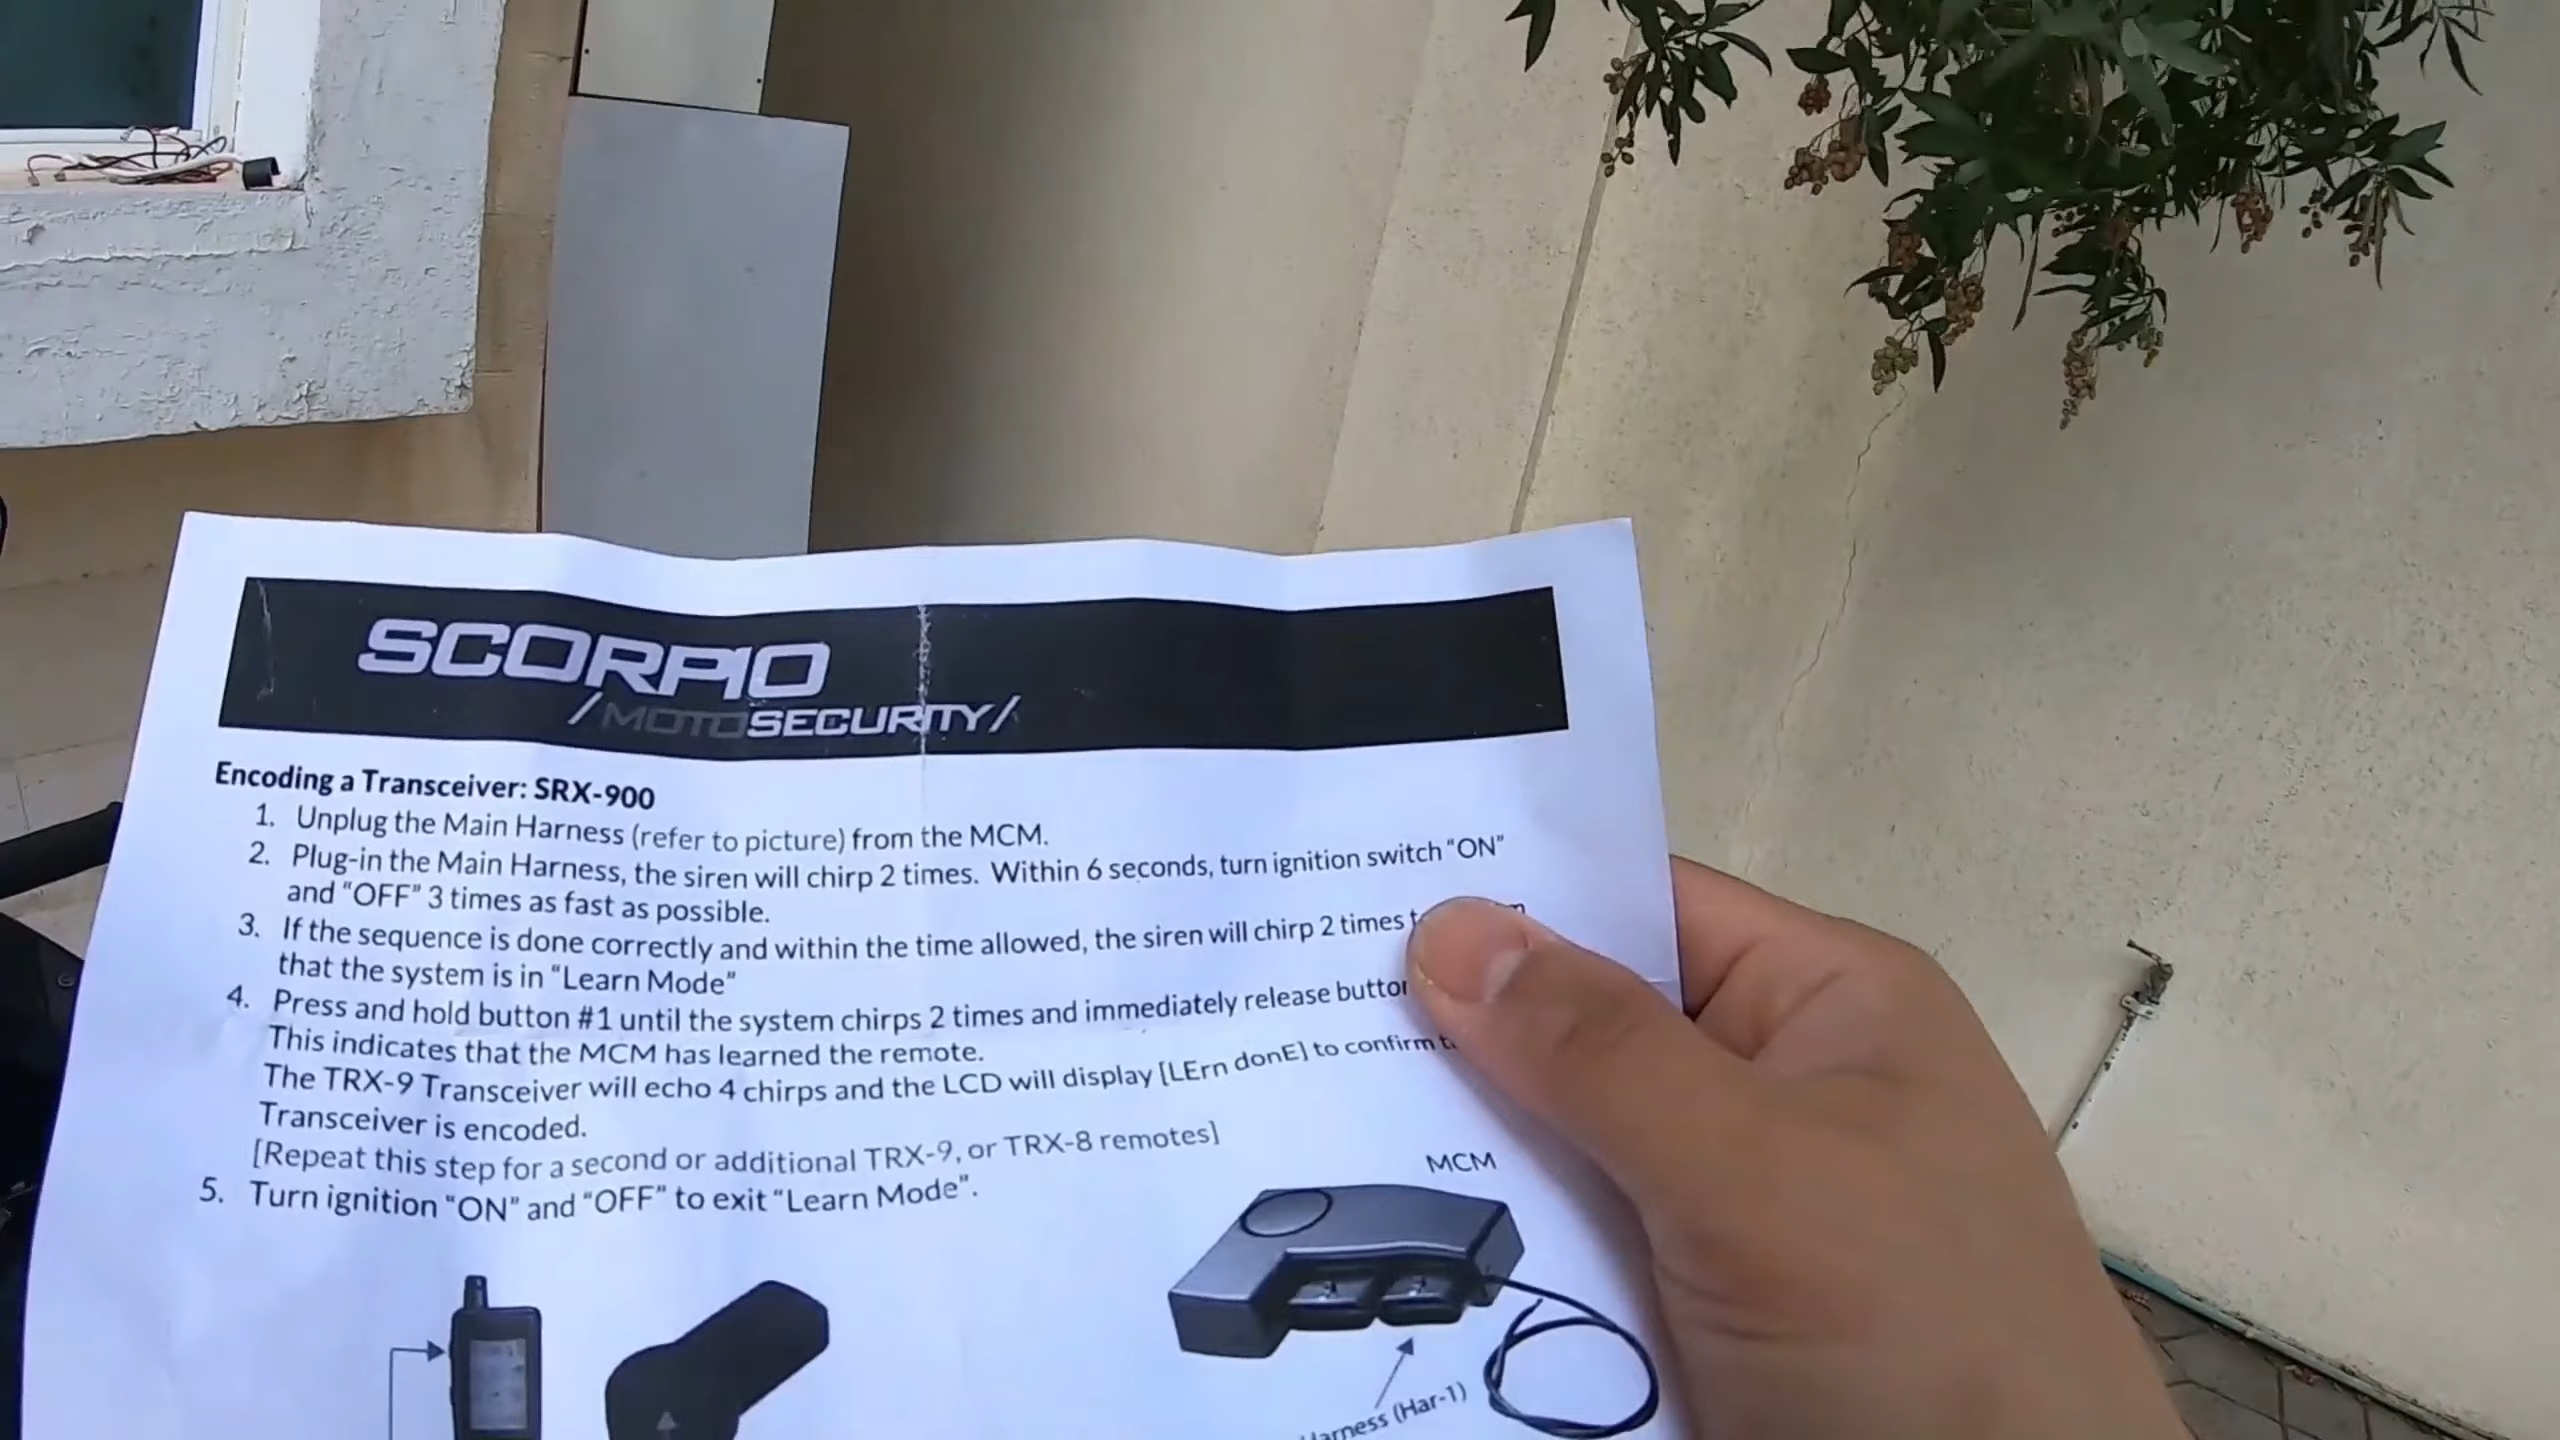 SCORPIO
/MOTOSECURITY/
Encoding a Transceiver: SRX-900
1. Unplug the Main Harness (refer to picture) from the MCM.
2. Plug-in the Main Harness, the siren will chirp 2 times. Within 6 seconds, turn ignition switch “ON”
and “OFF” 3 times as fast as possible.
3. If the sequence is done correctly and within the time allowed, the siren will chirp 2 times
that the system is in “Learn Mode”
4. Press and hold button #1 until the system chirps 2 times and immediately release
This indicates that the MCM has learned the remote.
The TRX-9 Transceiver will echo 4 chirps and the LCD will display [LErn donE] to confirm
Transceiver is encoded.
[Repeat this step for a second or additional TRX-9, or TRX-8 remotes]
5. Turn ignition “ON” and “OFF” to exit “Learn Mode”.
MCM
(Har-1)